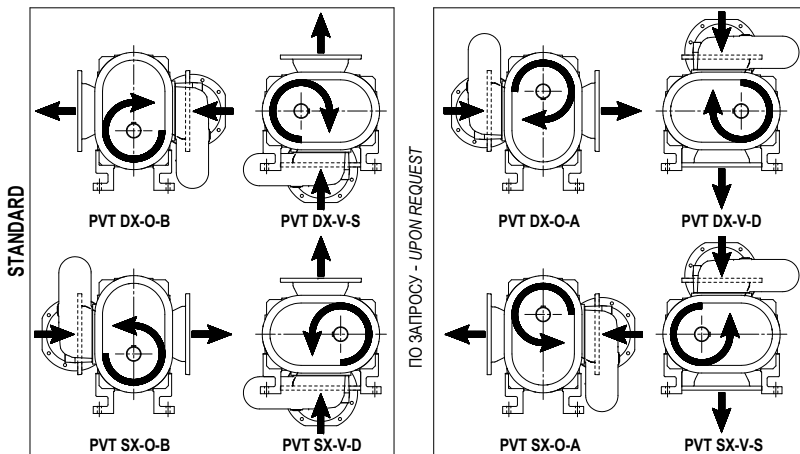 STANDARD
PVT DX-O-B
PVT DX-V-S
PVT SX-O-B
PVT SX-V-D
ПО ЗАПРОСУ - UPON REQUEST
PVT DX-O-A
PVT DX-V-D
PVT SX-O-A
PVT SX-V-S